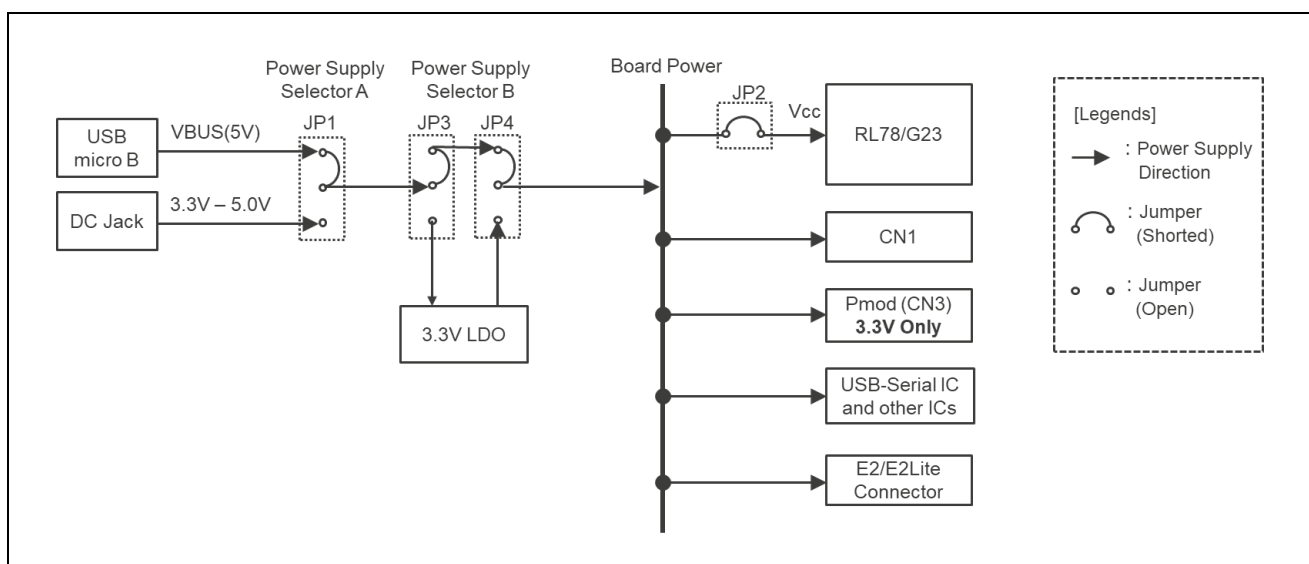 Power Supply
Selector A
JP1
Power Supply
Selector B
JP3
JP4
Board Power
USB
micro B
VBUS(5V)
DC Jack
3.3V – 5.0V
3.3V LDO
JP2
Vcc
RL78/G23
CN1
Pmod (CN3)
3.3V Only
USB-Serial IC
and other ICs
E2/E2Lite
Connector
[Legends]
: Power Supply
Direction
: Jumper
(Shorted)
: Jumper
(Open)